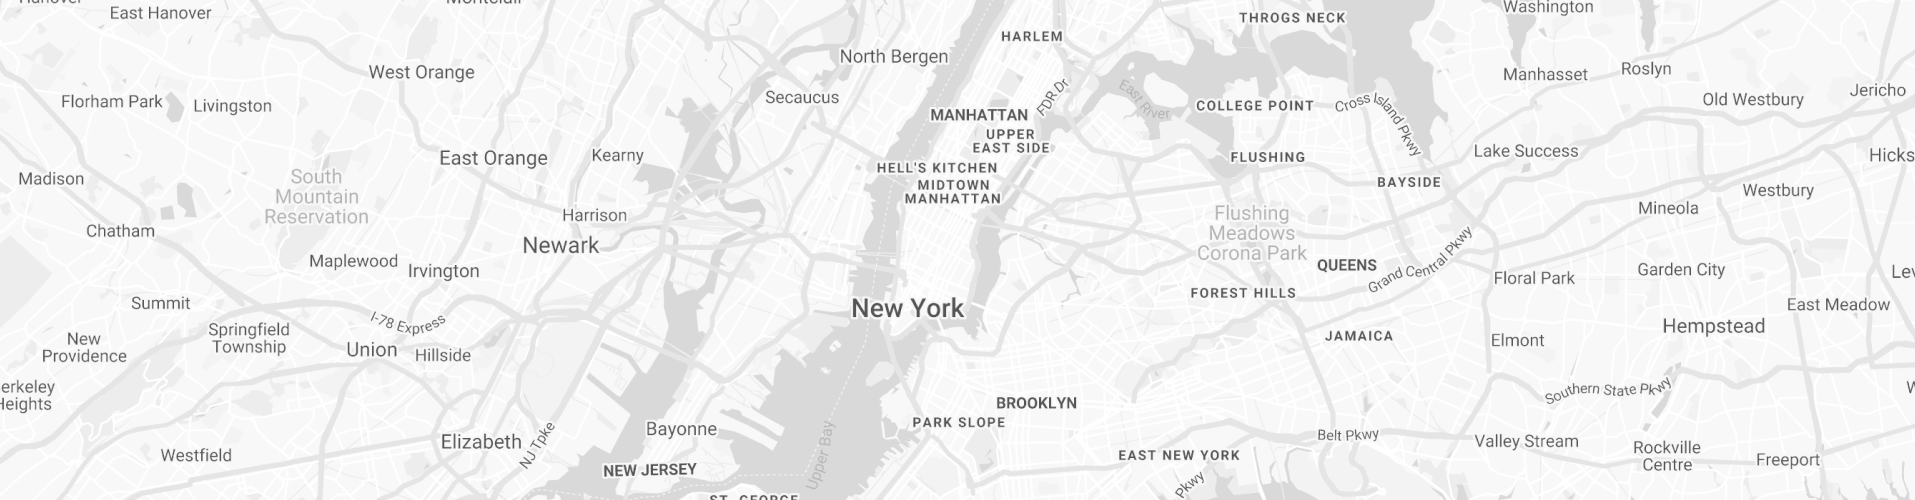 East Hanover
THROGS NECK
Washington
HARLEM
North Bergen
West Orange
Manhasset
Roslyn
Jericho
Florham Park
Livingston
Secaucus
FDR Dr
East River
COLLEGE POINT
Cross Island Pkwy
Old Westbury
MANHATTAN
UPPER
EAST SIDE
East Orange
Kearny
HELL'S KITCHEN
FLUSHING
Lake Success
Hicks
Madison
South
Mountain
Reservation
MIDTOWN
MANHATTAN
BAYSIDE
Westbury
Harrison
Flushing
Meadows
Corona Park
Mineola
Chatham
Newark
Maplewood
Irvington
QUEENS
Grand Central Pkwy
Floral Park
Garden City
Lev
Summit
FOREST HILLS
East Meadow
New York
I-78 Express
Springfield
Township
Union
Hillside
New
Providence
JAMAICA
Elmont
Hempstead
erkeley
Heights
Southern State Pkwy
W
BROOKLYN
PARK SLOPE
Bayonne
Upper Bay
Elizabeth
NJ Tpke
Westfield
NEW JERSEY
EAST NEW YORK
Pkwy
Belt Pkwy
Valley Stream
Rockville
Centre
Freeport
ST. GEORGE